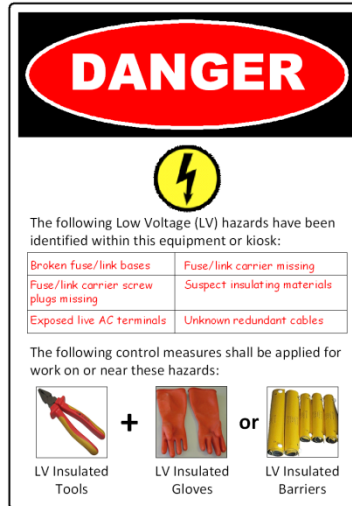 DANGER
The following Low Voltage (LV) hazards have been
identified within this equipment or kiosk:
Broken fuse/link bases
Fuse/link carrier missing
Fuse/link carrier screw
plugs missing
Suspect insulating materials
Exposed live AC terminals
Unknown redundant cables
The following control measures shall be applied for
work on or near these hazards:
+
or
LV Insulated
Tools
LV Insulated
Gloves
LV Insulated
Barriers